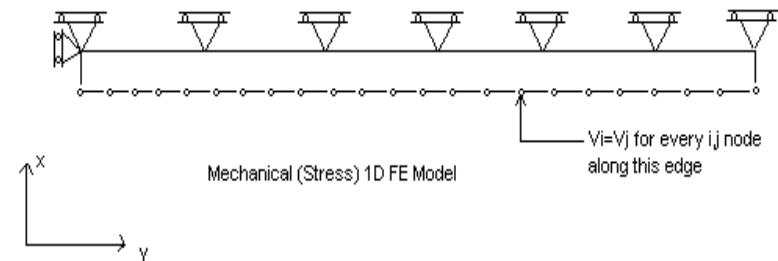 Vi=Vj for every i,j node
along this edge
Mechanical (Stress) 1D FE Model
x
y